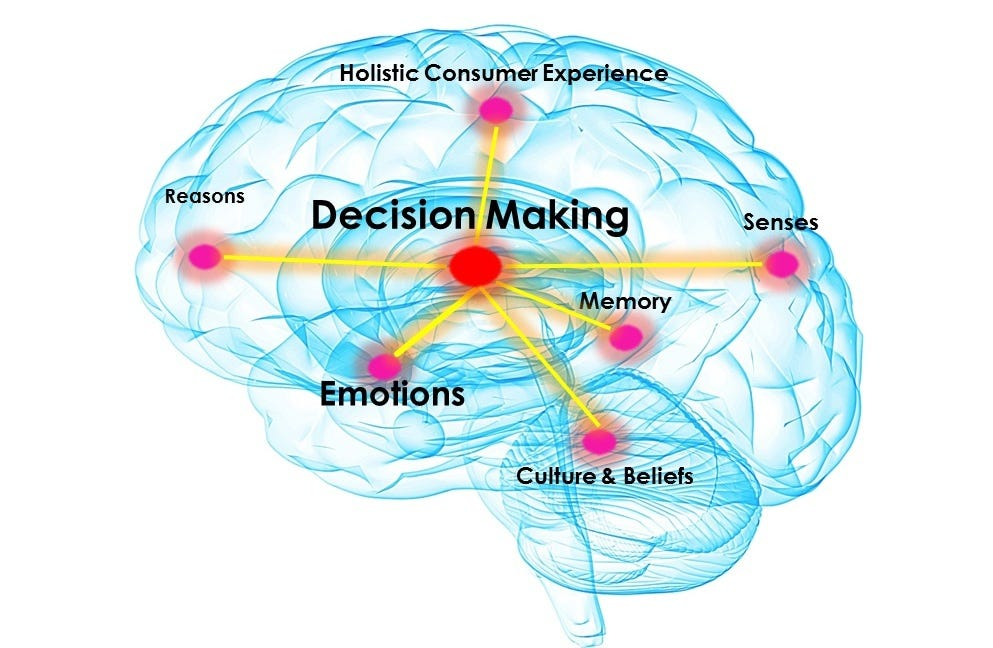 Holistic Consumer Experience
Reasons
Decision Making
Senses
Memory
Emotions
Culture & Beliefs